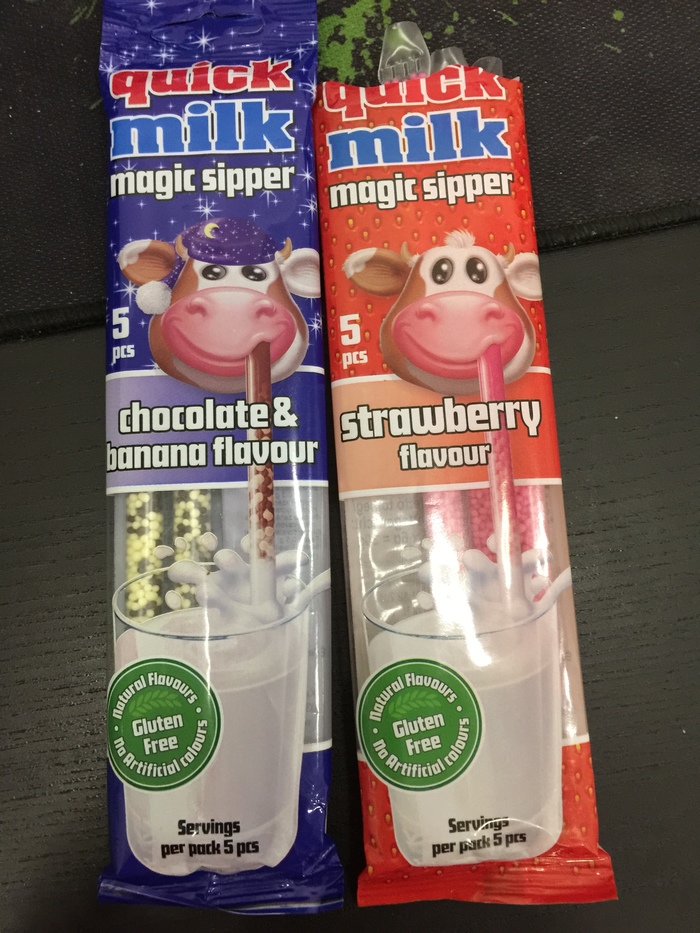 quick
milk
magic sipper
5
pcs
chocolate &
banana flavour
Natural Flavours
Gluten
Free
No Artificial colours
Servings
per pack 5 pcs
quick
milk
magic sipper
5
pcs
strawberry
flavour
Natural Flavours
Gluten
Free
No Artificial colours
Servings
per pack 5 pcs